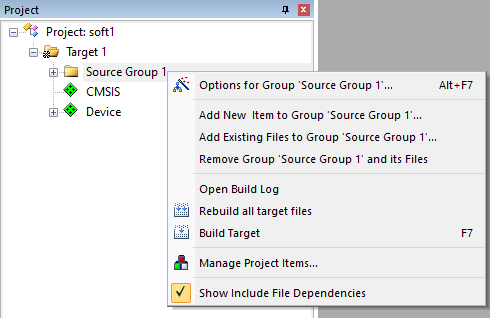 Project
Project: soft1
Target 1
Source Group 1
CMSIS
Device
Options for Group 'Source Group 1'... Alt+F7
Add New Item to Group 'Source Group 1'...
Add Existing Files to Group 'Source Group 1'...
Remove Group 'Source Group 1' and its Files
Open Build Log
Rebuild all target files
Build Target F7
Manage Project Items...
Show Include File Dependencies